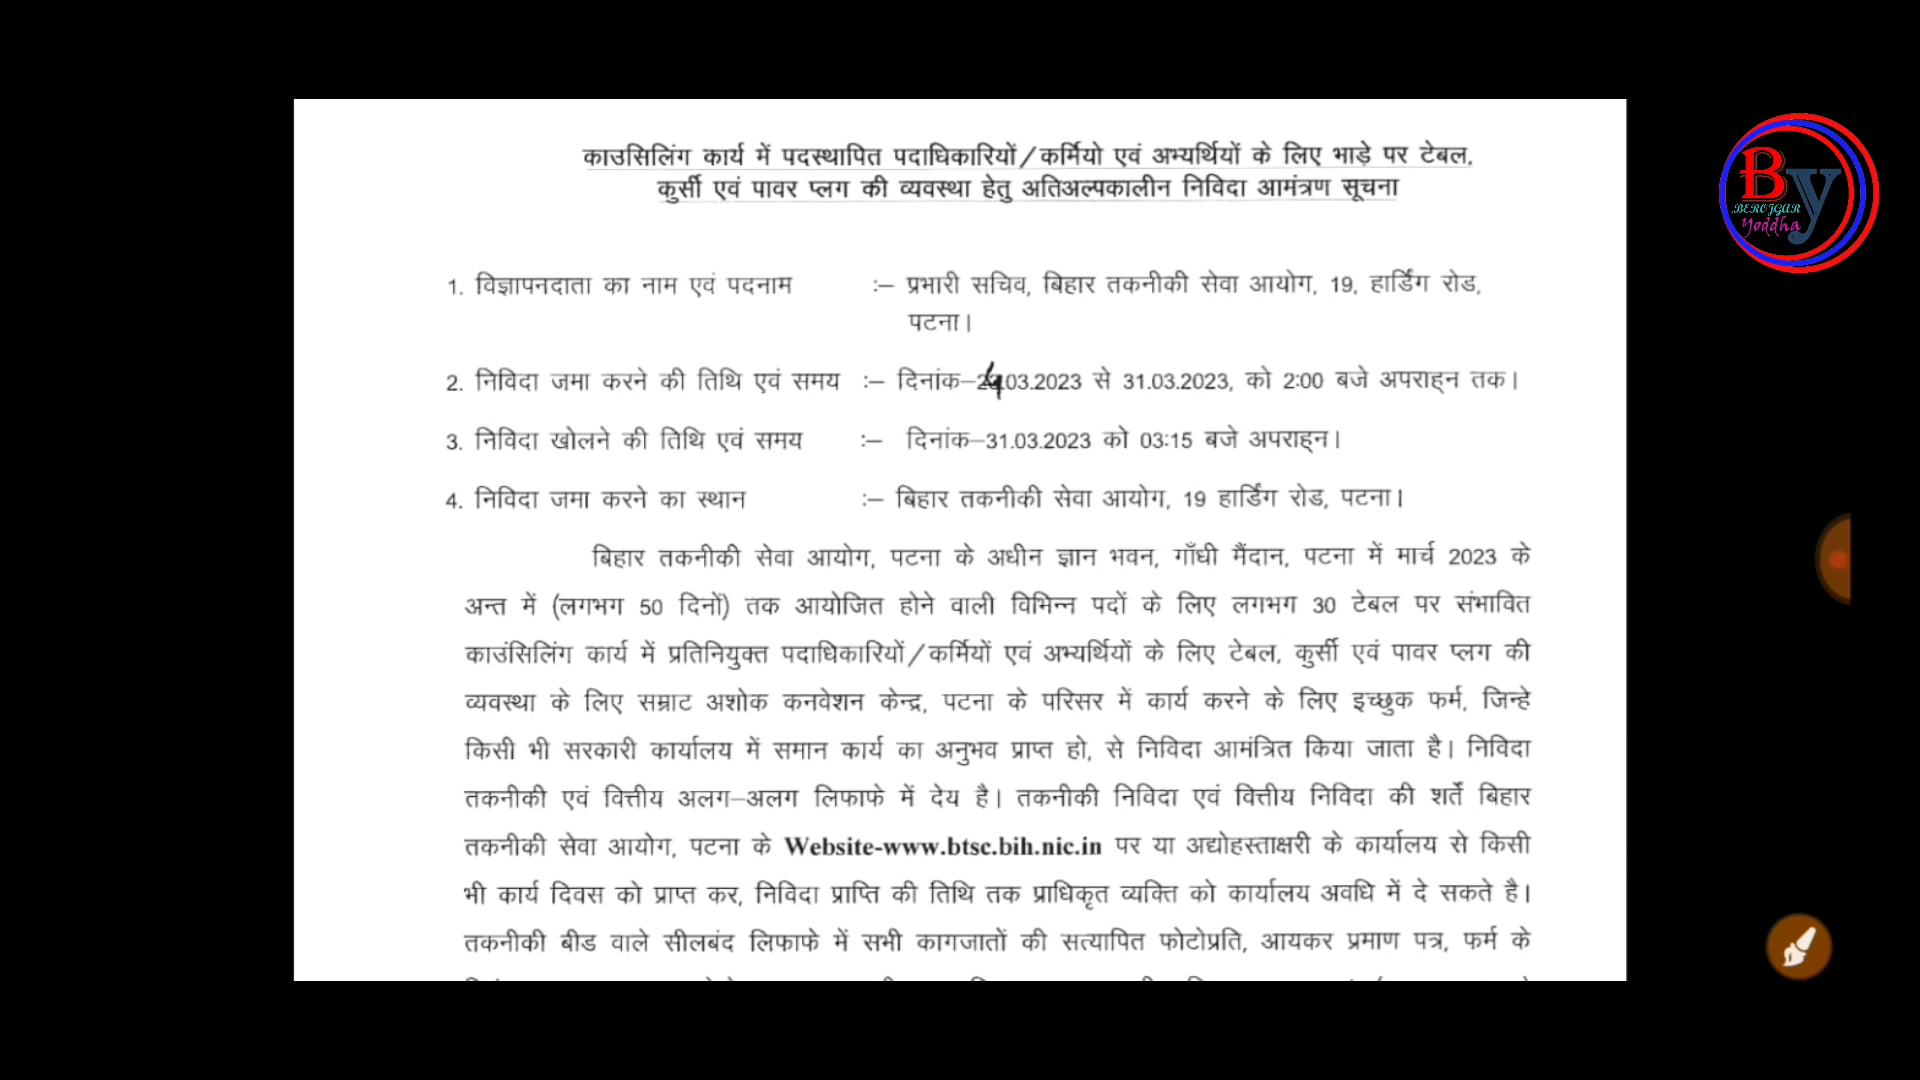 काउसिलिंग कार्य में पदस्थापित पदाधिकारियों/कर्मियो एवं अभ्यर्थियों के लिए भाड़े पर टेबल,
कुर्सी एवं पावर प्लग की व्यवस्था हेतु अतिअल्पकालीन निविदा आमंत्रण सूचना
By
BEROJGAR
Yoddha
1. विज्ञापनदाता का नाम एवं पदनाम :– प्रभारी सचिव, बिहार तकनीकी सेवा आयोग, 19, हार्डिंग रोड,
पटना।
2. निविदा जमा करने की तिथि एवं समय :– दिनांक–24.03.2023 से 31.03.2023, को 2:00 बजे अपराह्न तक।
3. निविदा खोलने की तिथि एवं समय :– दिनांक–31.03.2023 को 03:15 बजे अपराह्न।
4. निविदा जमा करने का स्थान :– बिहार तकनीकी सेवा आयोग, 19 हार्डिंग रोड, पटना।
बिहार तकनीकी सेवा आयोग, पटना के अधीन ज्ञान भवन, गाँधी मैंदान, पटना में मार्च 2023 के
अन्त में (लगभग 50 दिनों) तक आयोजित होने वाली विभिन्न पदों के लिए लगभग 30 टेबल पर संभावित
काउंसिलिंग कार्य में प्रतिनियुक्त पदाधिकारियों/कर्मियों एवं अभ्यर्थियों के लिए टेबल, कुर्सी एवं पावर प्लग की
व्यवस्था के लिए सम्राट अशोक कनवेशन केन्द्र, पटना के परिसर में कार्य करने के लिए इच्छुक फर्म, जिन्हे
किसी भी सरकारी कार्यालय में समान कार्य का अनुभव प्राप्त हो, से निविदा आमंत्रित किया जाता है। निविदा
तकनीकी एवं वित्तीय अलग–अलग लिफाफे में देय है। तकनीकी निविदा एवं वित्तीय निविदा की शर्तें बिहार
तकनीकी सेवा आयोग, पटना के Website-www.btsc.bih.nic.in पर या अद्योहस्ताक्षरी के कार्यालय से किसी
भी कार्य दिवस को प्राप्त कर, निविदा प्राप्ति की तिथि तक प्राधिकृत व्यक्ति को कार्यालय अवधि में दे सकते है।
तकनीकी बीड वाले सीलबंद लिफाफे में सभी कागजातों की सत्यापित फोटोप्रति, आयकर प्रमाण पत्र, फर्म के